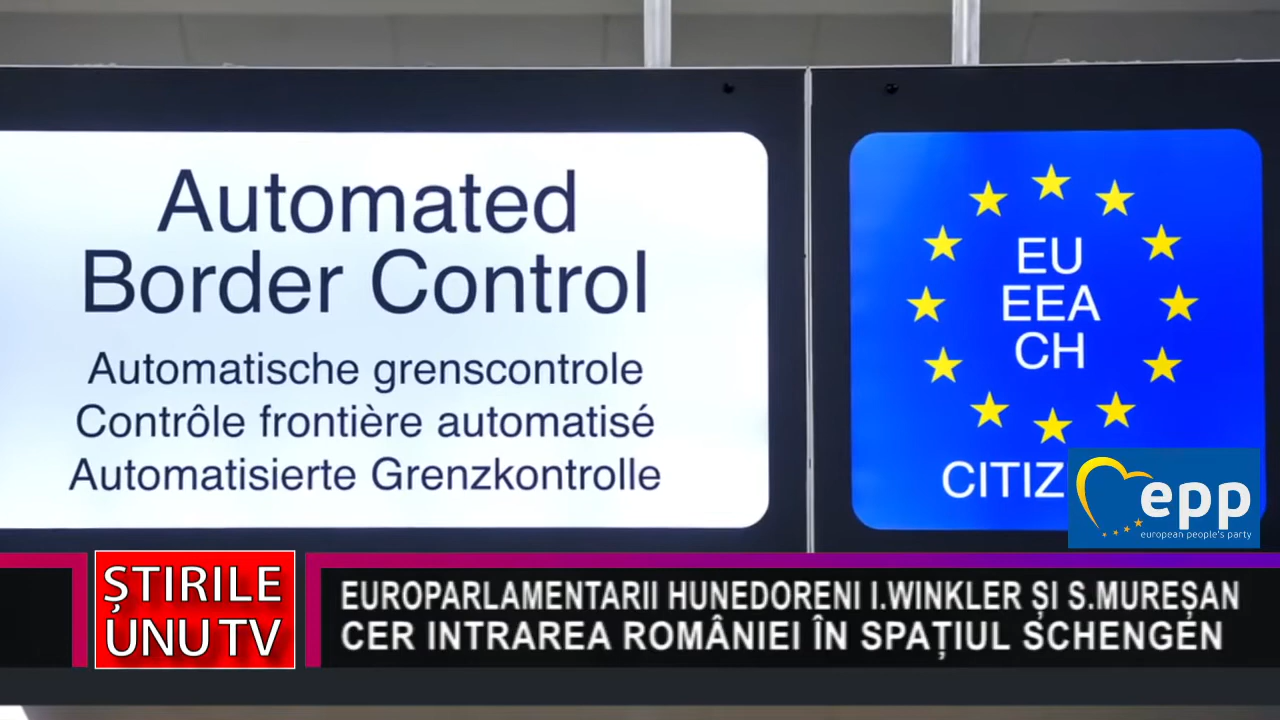 Automated
Border Control
Automatische grenscontrole
Contrôle frontière automatisé
Automatisierte Grenzkontrolle
EU
EEA
CH
CITIZ
epp
european people's party
ȘTIRILE
UNU TV
EUROPARLAMENTARII HUNEDORENI I.WINKLER ȘI S.MUREȘAN
CER INTRAREA ROMÂNIEI ÎN SPAȚIUL SCHENGEN